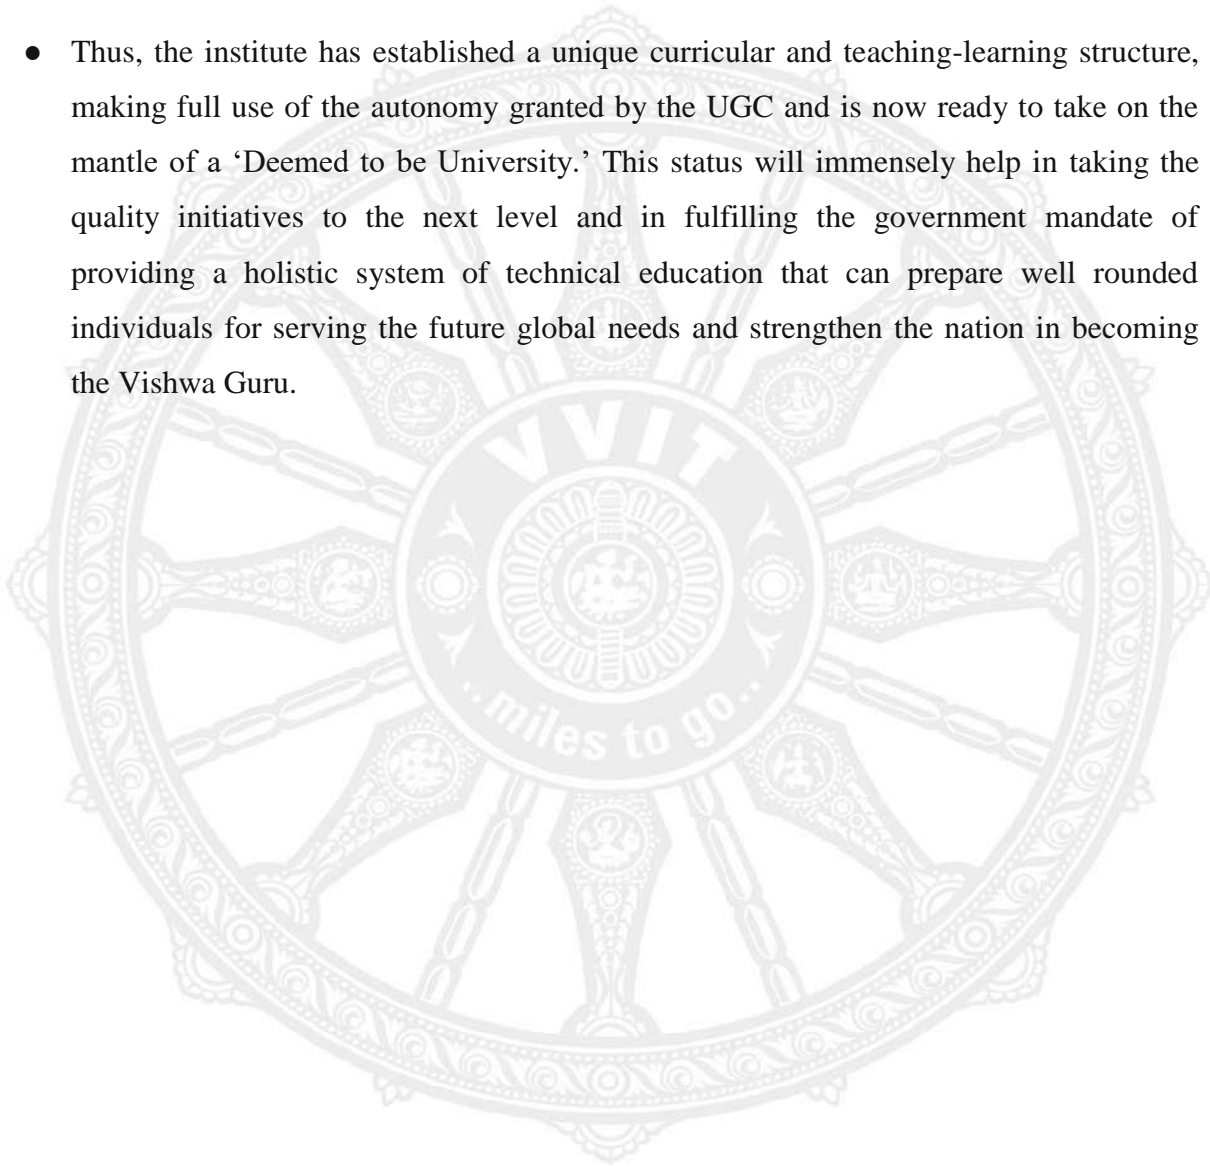 ● Thus, the institute has established a unique curricular and teaching-learning structure,
making full use of the autonomy granted by the UGC and is now ready to take on the
mantle of a ‘Deemed to be University.’ This status will immensely help in taking the
quality initiatives to the next level and in fulfilling the government mandate of
providing a holistic system of technical education that can prepare well rounded
individuals for serving the future global needs and strengthen the nation in becoming
the Vishwa Guru.
VVIT
..miles to go..